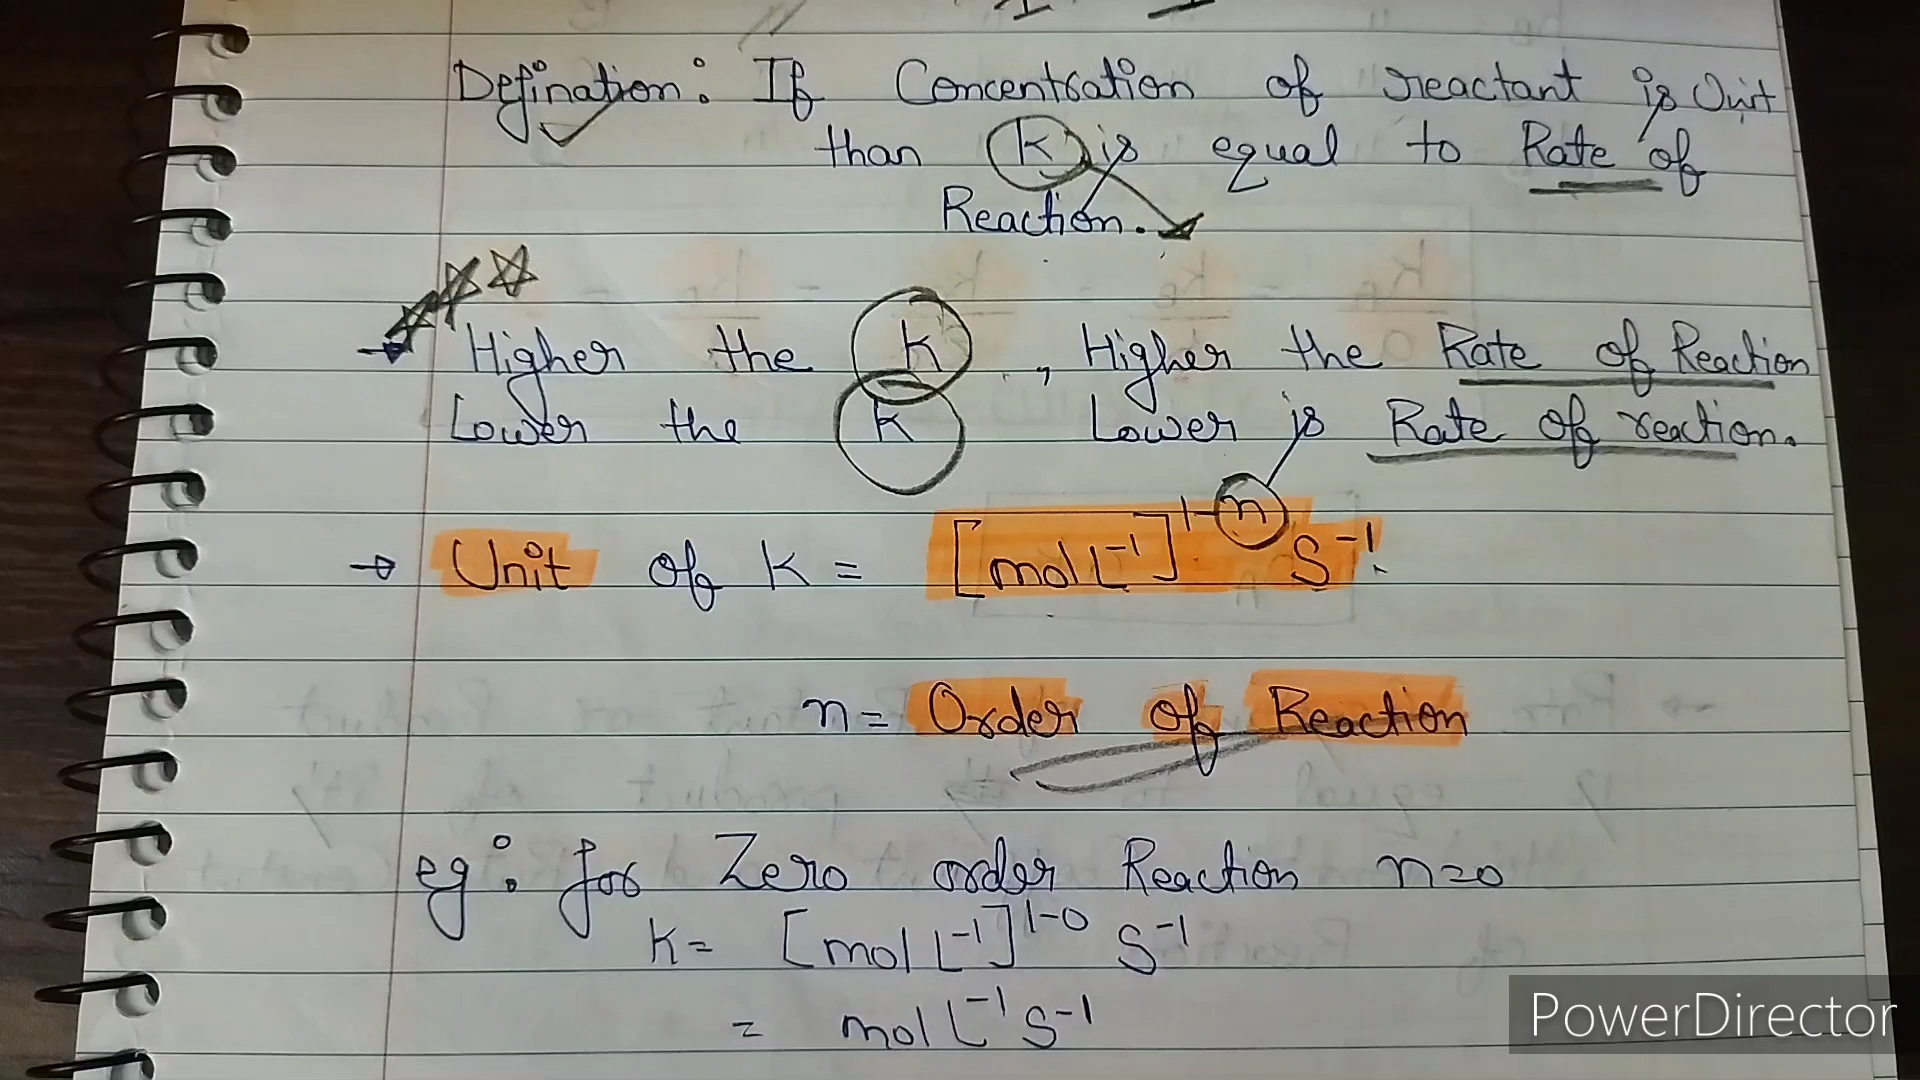 Defination: If Concentration of reactant is Unit
than K is equal to Rate of
Reaction.
→ Higher the K, Higher the Rate of Reaction
Lower the K Lower is Rate of reaction.
→ Unit of K = [mol L⁻¹]¹⁻ⁿ S⁻¹.
n = Order of Reaction
eg: for Zero order Reaction n=0
K = [mol L⁻¹]¹⁻⁰ S⁻¹
= mol L⁻¹ S⁻¹
PowerDirector